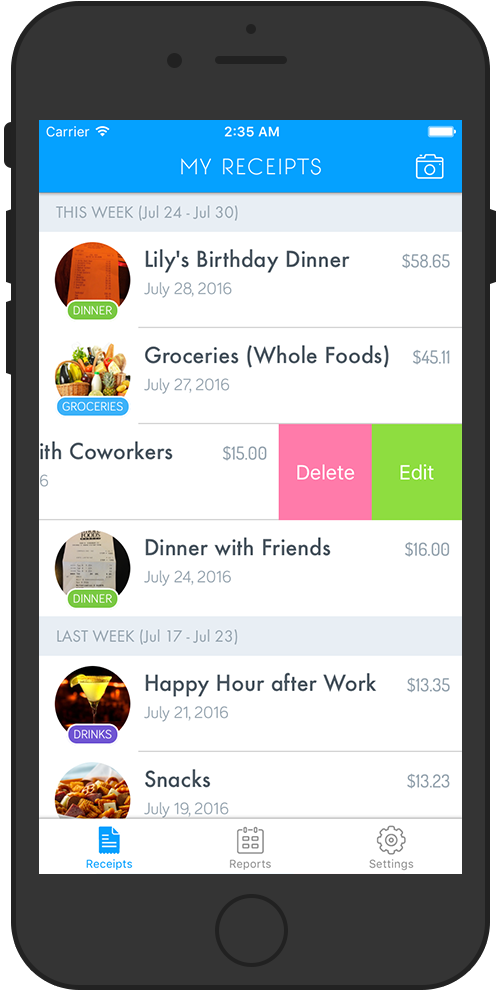 Carrier 2:35 AM
MY RECEIPTS
THIS WEEK (Jul 24 - Jul 30)
Lily's Birthday Dinner $58.65
July 28, 2016
DINNER
Groceries (Whole Foods) $45.11
July 27, 2016
GROCERIES
ith Coworkers $15.00 Delete Edit
6
FOODS
Dinner with Friends $16.00
July 24, 2016
DINNER
LAST WEEK (Jul 17 - Jul 23)
Happy Hour after Work $13.35
July 21, 2016
DRINKS
Snacks $13.23
July 19, 2016
Receipts Reports Settings